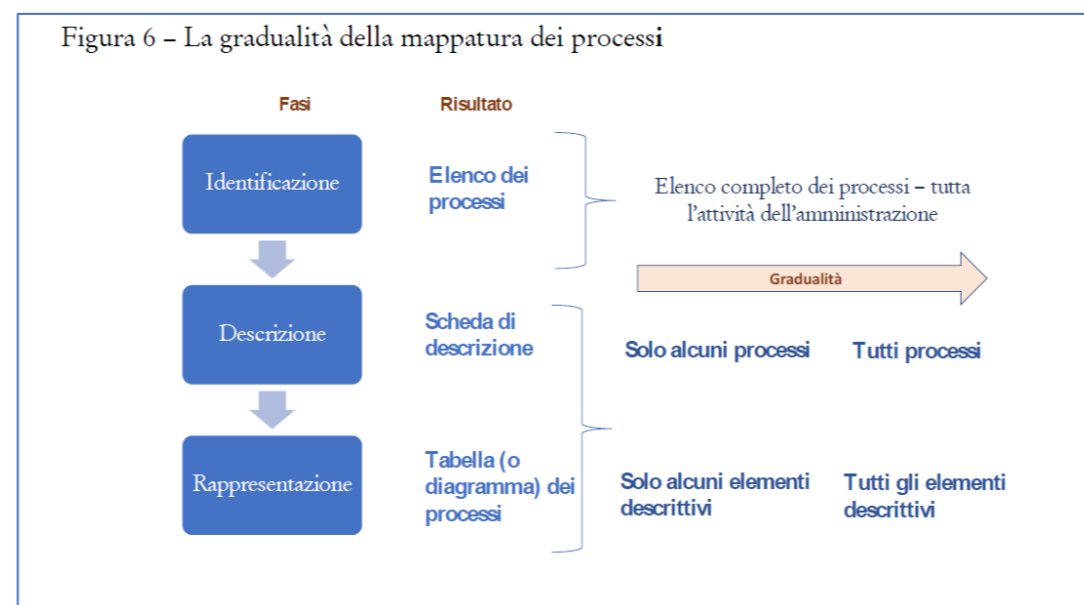 Figura 6 – La gradualità della mappatura dei processi
Fasi
Risultato
Identificazione
Elenco dei
processi
Elenco completo dei processi – tutta
l'attività dell'amministrazione
Gradualità
Descrizione
Scheda di
descrizione
Solo alcuni processi
Tutti processi
Rappresentazione
Tabella (o
diagramma) dei
processi
Solo alcuni elementi
descrittivi
Tutti gli elementi
descrittivi